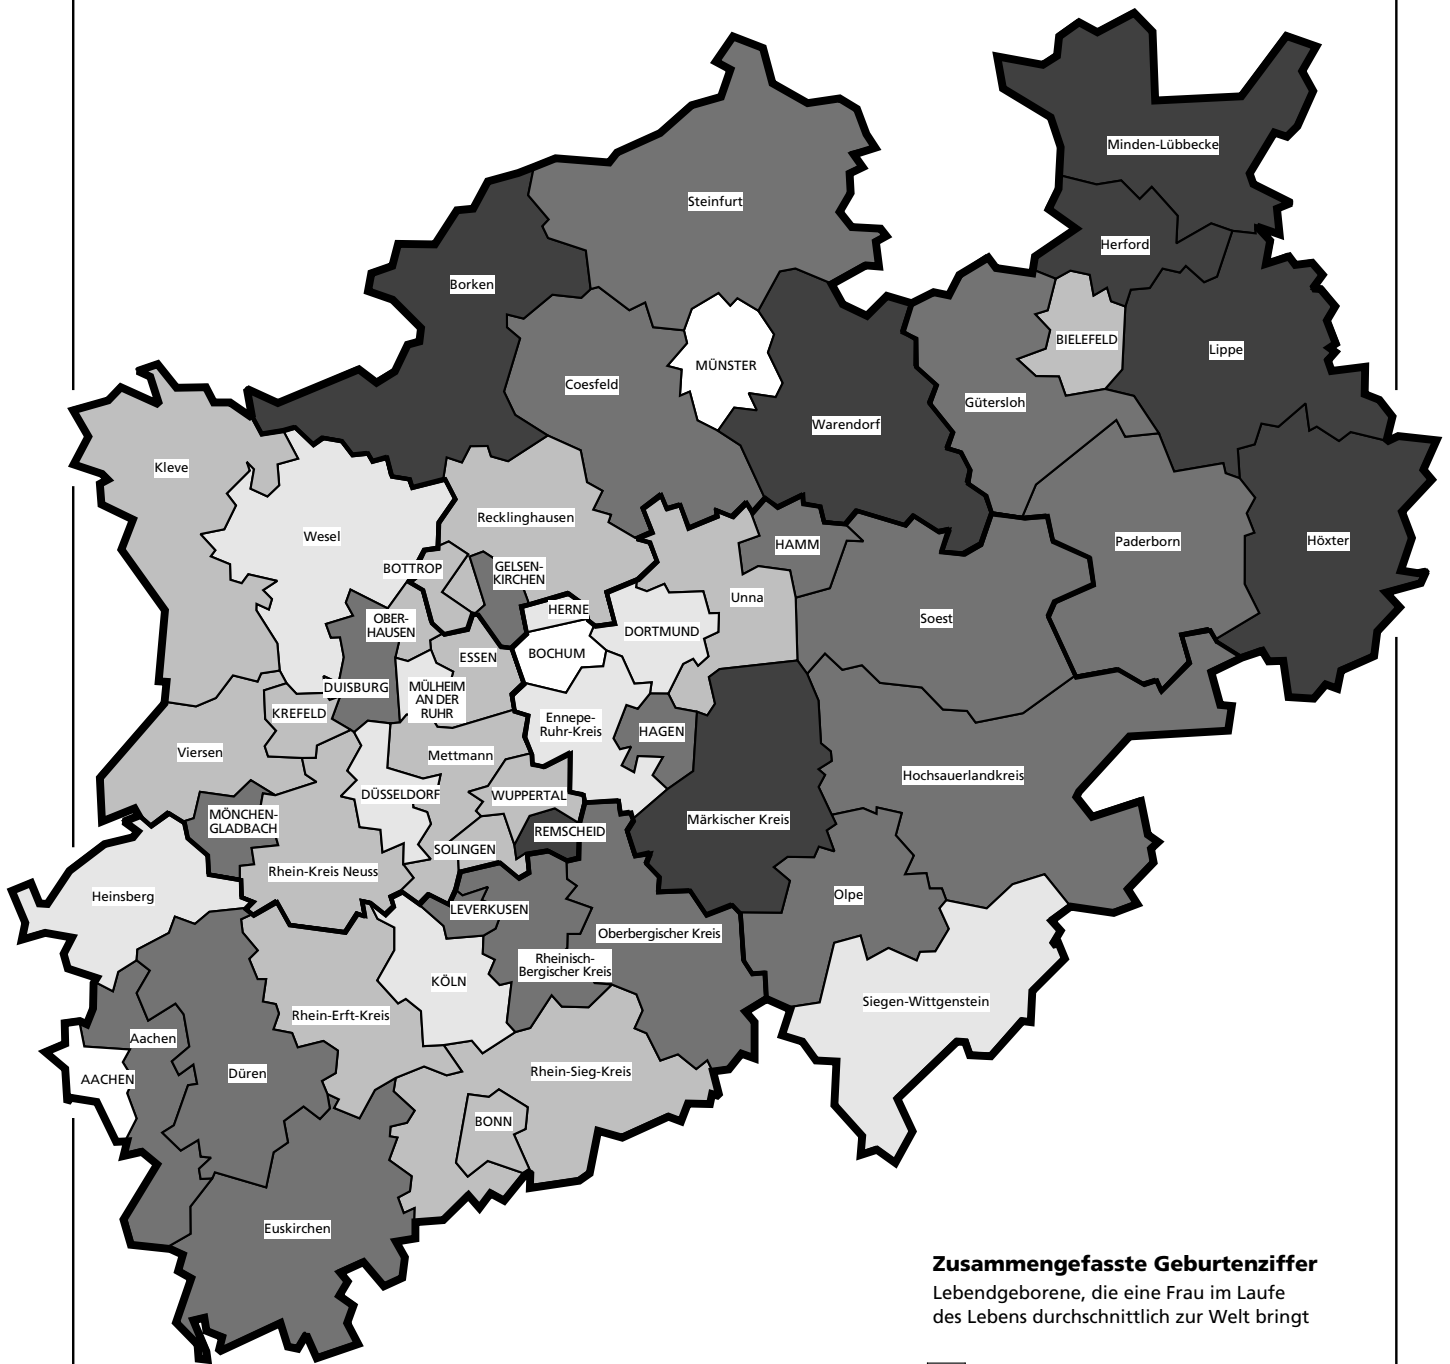 Minden-Lübbecke
Steinfurt
Herford
Borken
BIELEFELD
Lippe
MÜNSTER
Coesfeld
Gütersloh
Warendorf
Kleve
Recklinghausen
Wesel
HAMM
Paderborn
Höxter
BOTTROP
GELSEN-
KIRCHEN
Unna
HERNE
Soest
OBER-
HAUSEN
DORTMUND
BOCHUM
ESSEN
DUISBURG
MÜLHEIM
AN DER
RUHR
KREFELD
Ennepe-
Ruhr-Kreis
HAGEN
Viersen
Mettmann
Hochsauerlandkreis
DÜSSELDORF
WUPPERTAL
MÖNCHEN-
GLADBACH
Märkischer Kreis
REMSCHEID
SOLINGEN
Rhein-Kreis Neuss
Heinsberg
Olpe
LEVERKUSEN
Oberbergischer Kreis
Rheinisch-
Bergischer Kreis
KÖLN
Siegen-Wittgenstein
Rhein-Erft-Kreis
Aachen
Düren
Rhein-Sieg-Kreis
AACHEN
BONN
Euskirchen
Zusammengefasste Geburtenziffer
Lebendgeborene, die eine Frau im Laufe
des Lebens durchschnittlich zur Welt bringt